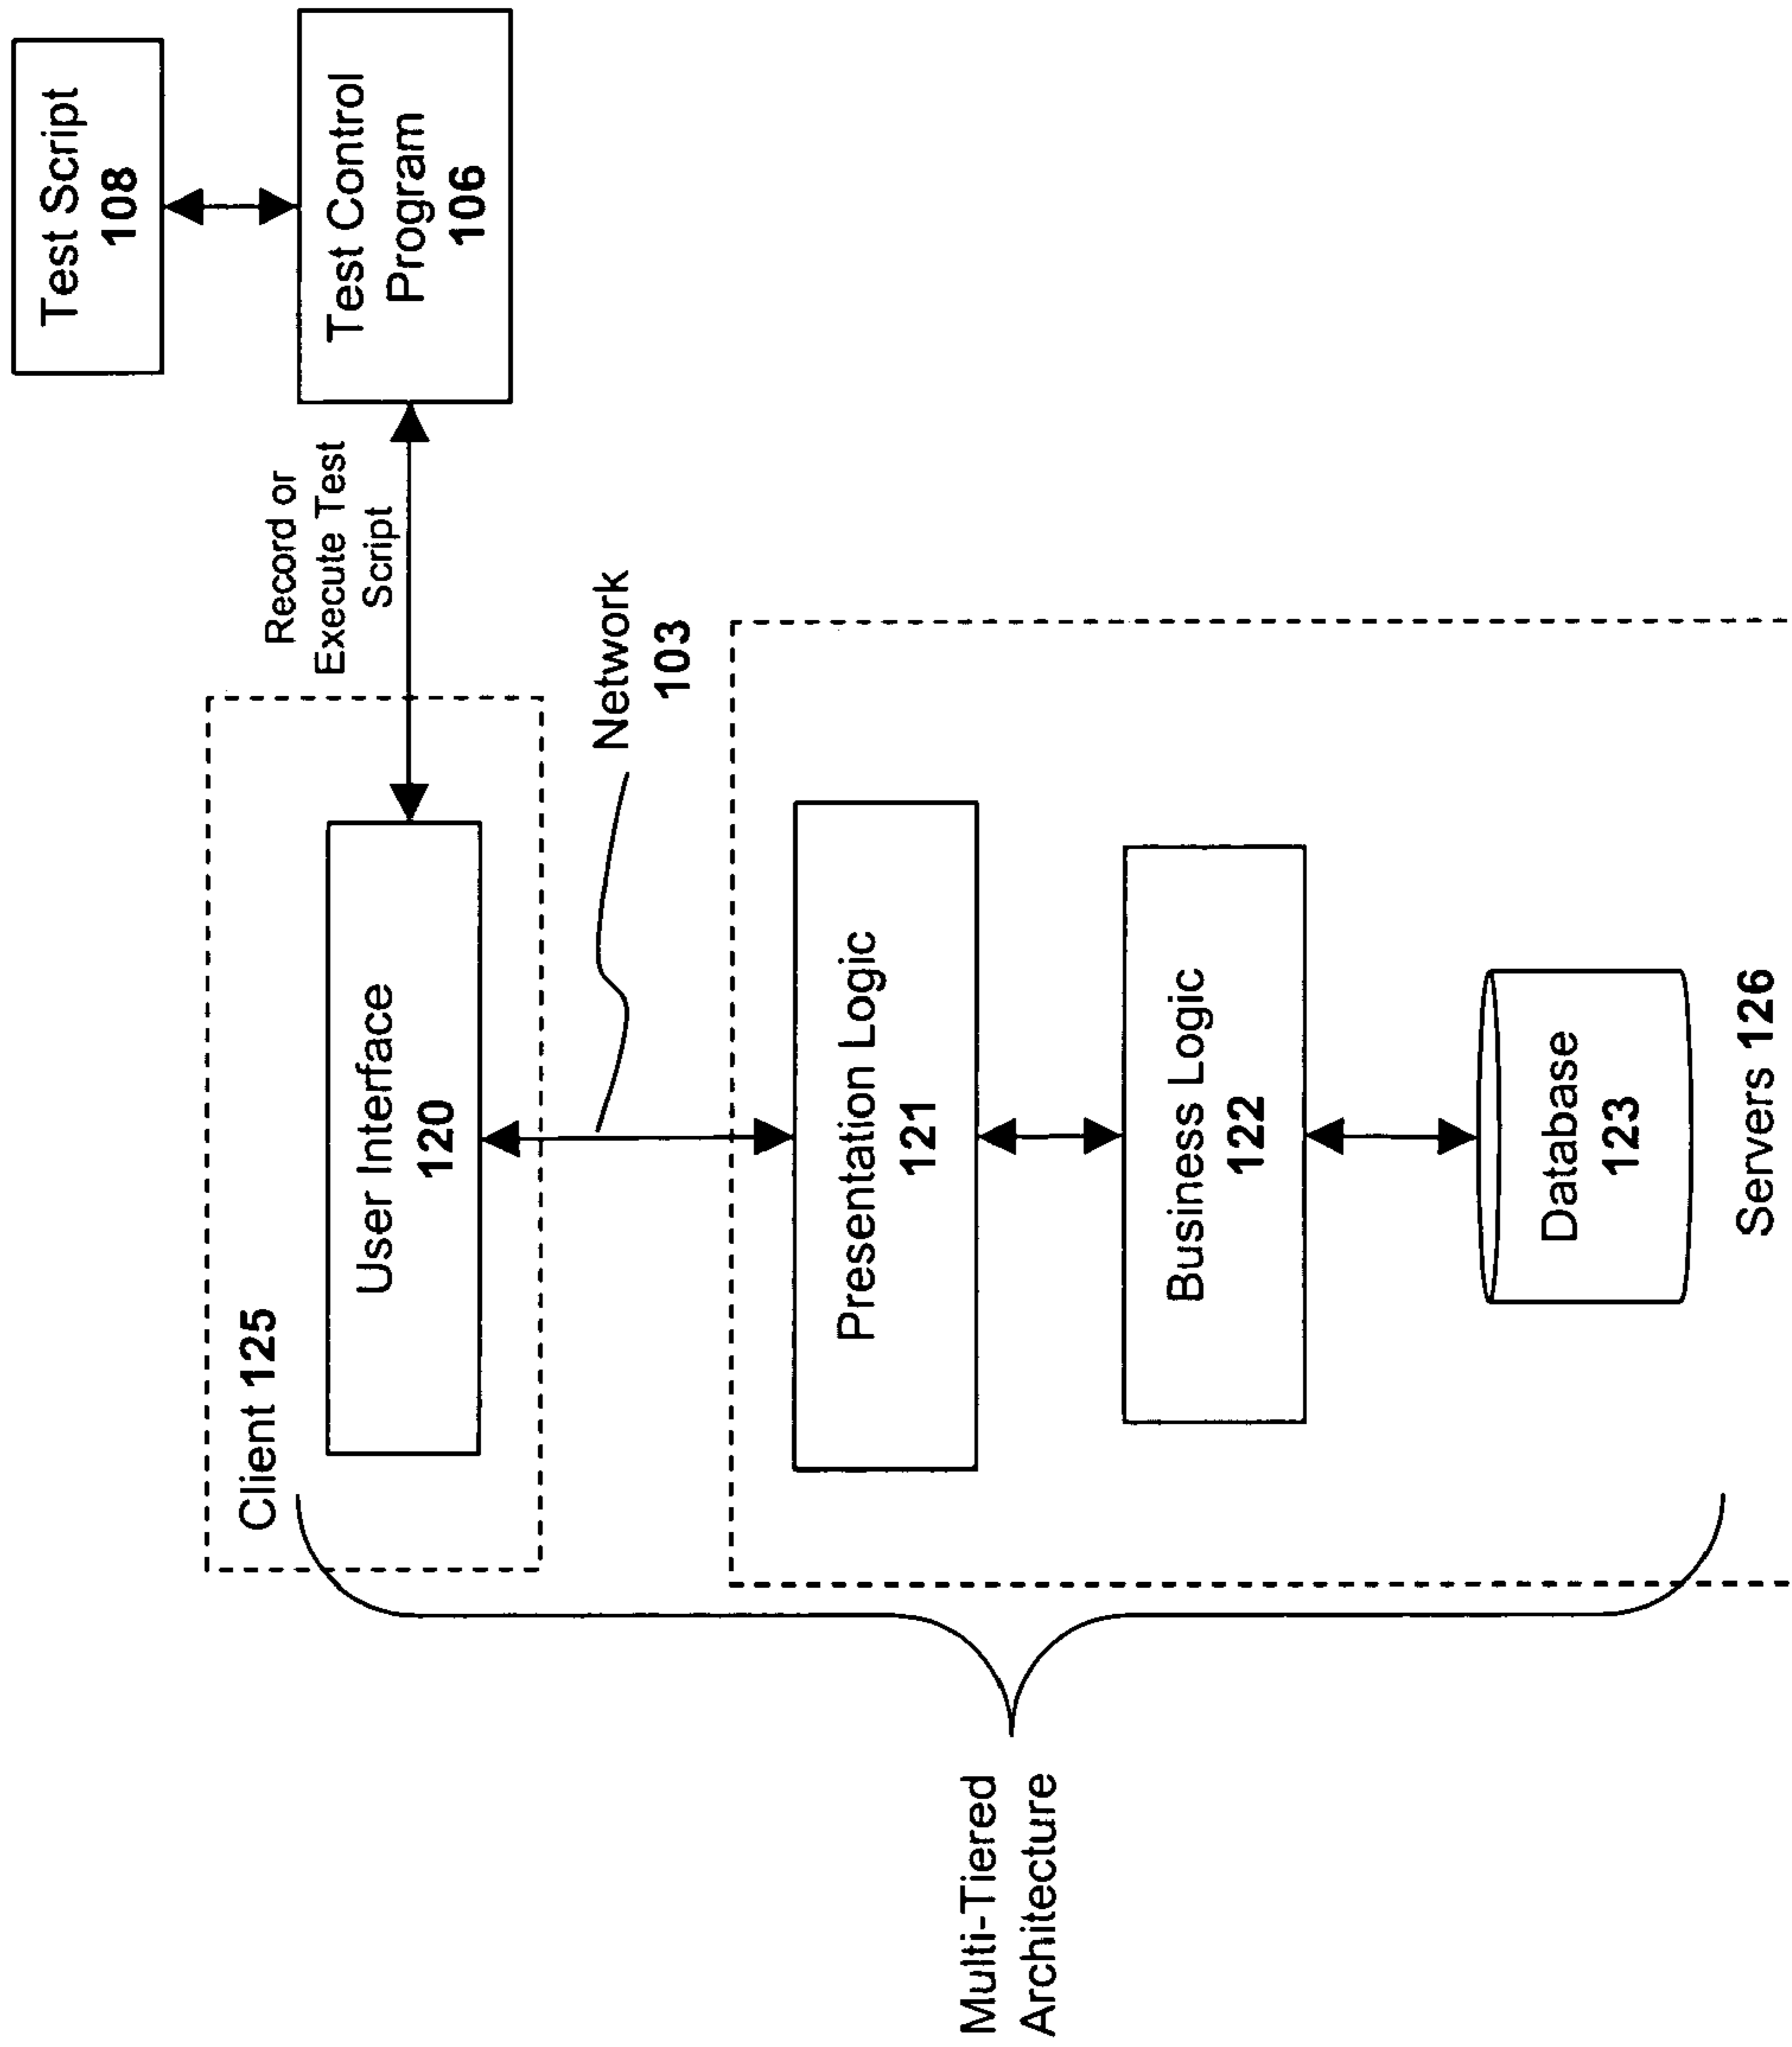 Test Script
108
Test Control
Program
106
Record or
Execute Test
Script
Client 125
User Interface
120
Network
103
Presentation Logic
121
Business Logic
122
Database
123
Servers 126
Multi-Tiered
Architecture